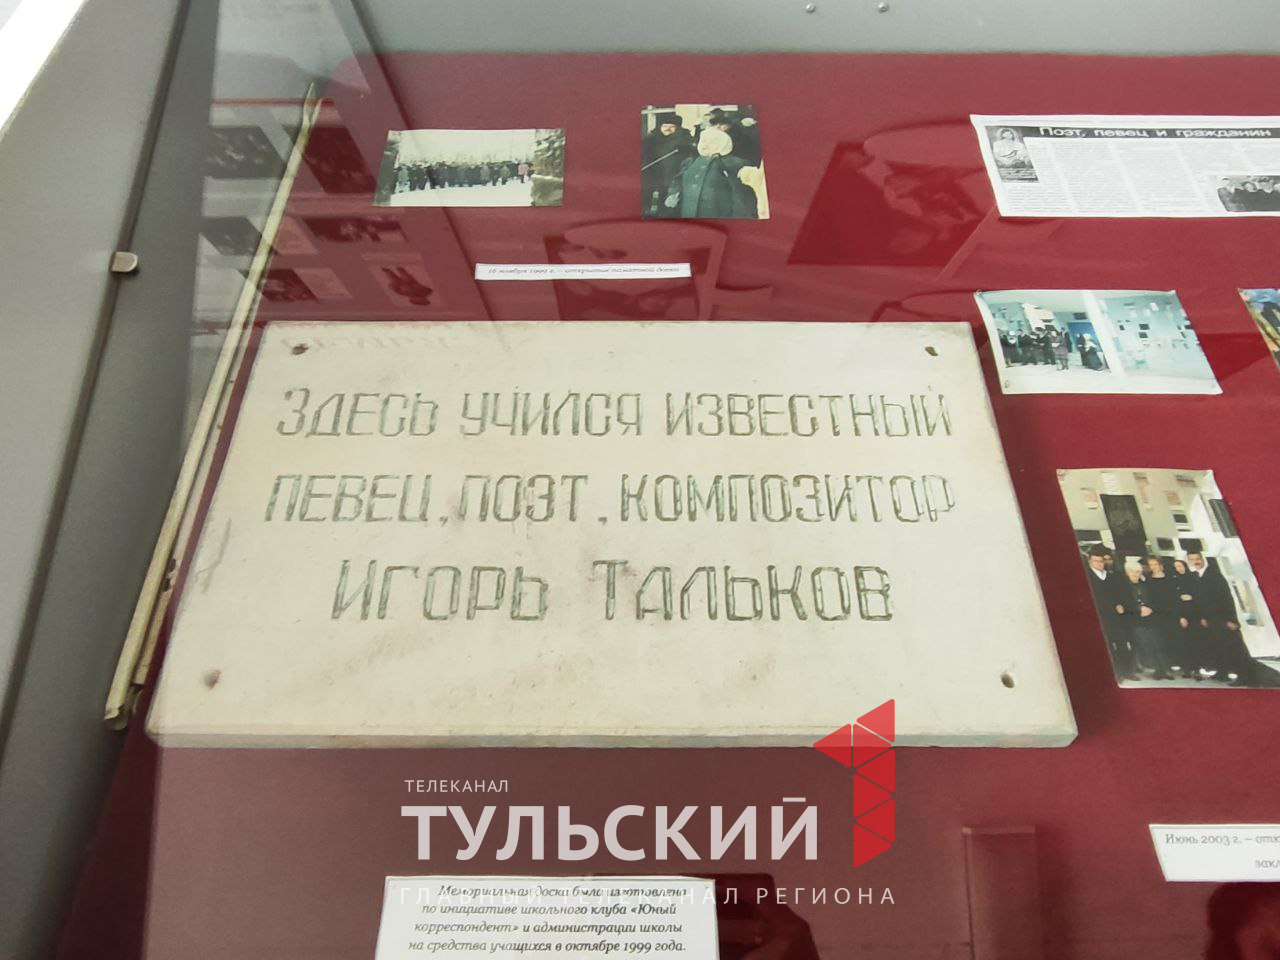 Поэт, певец и гражданин
16 ноября 1999 г. – открытие памятной доски
ЗДЕСЬ УЧИЛСЯ ИЗВЕСТНЫЙ
ПЕВЕЦ, ПОЭТ, КОМПОЗИТОР
ИГОРЬ ТАЛЬКОВ
ТЕЛЕКАНАЛ
ТУЛЬСКИЙ
ГЛАВНЫЙ ТЕЛЕКАНАЛ РЕГИОНА
Июнь 2003 г. –
Мемориальная доска была изготовлена
по инициативе школьного клуба «Юный
корреспондент» и администрации школы
на средства учащихся в октябре 1999 года.